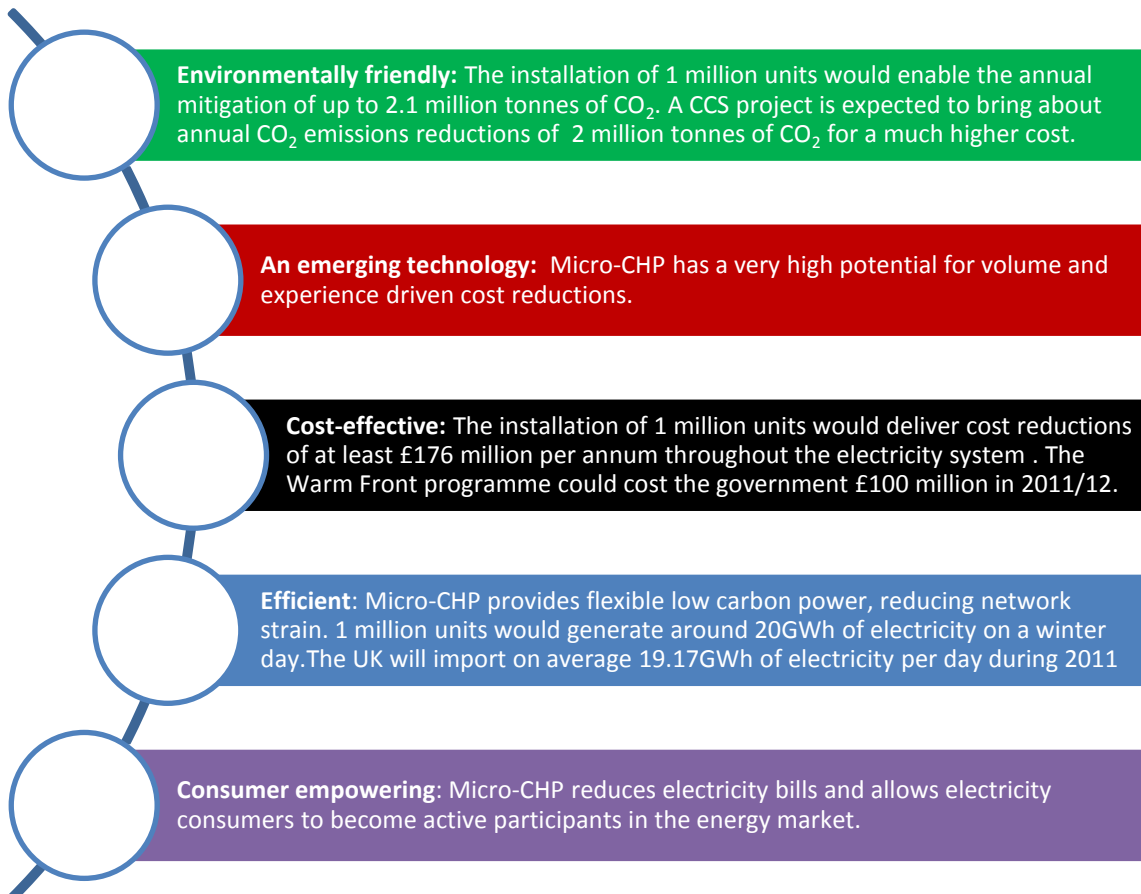 Environmentally friendly: The installation of 1 million units would enable the annual
mitigation of up to 2.1 million tonnes of CO₂. A CCS project is expected to bring about
annual CO₂ emissions reductions of  2 million tonnes of CO₂ for a much higher cost.
An emerging technology:  Micro-CHP has a very high potential for volume and
experience driven cost reductions.
Cost-effective: The installation of 1 million units would deliver cost reductions
of at least £176 million per annum throughout the electricity system . The
Warm Front programme could cost the government £100 million in 2011/12.
Efficient: Micro-CHP provides flexible low carbon power, reducing network
strain. 1 million units would generate around 20GWh of electricity on a winter
day.The UK will import on average 19.17GWh of electricity per day during 2011
Consumer empowering: Micro-CHP reduces electricity bills and allows electricity
consumers to become active participants in the energy market.